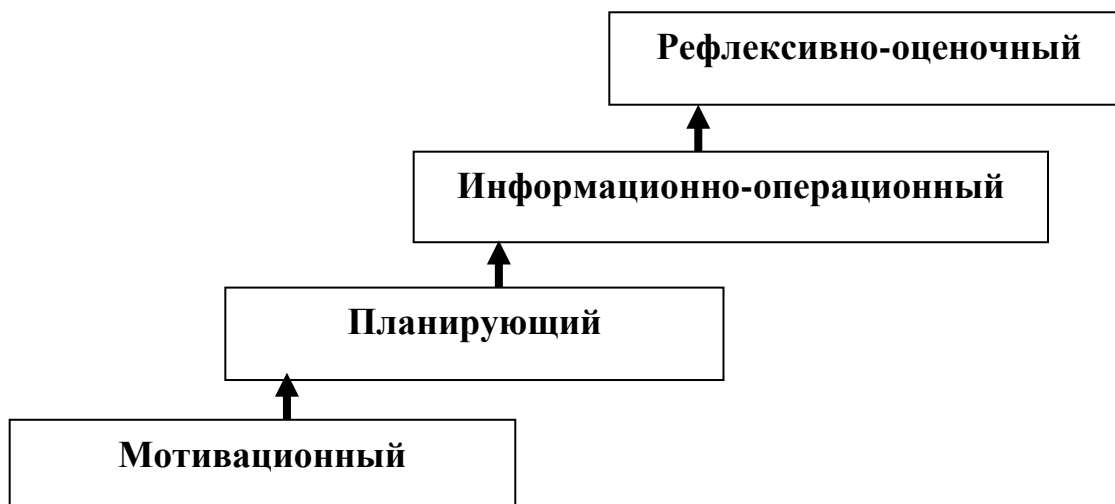 Рефлексивно-оценочный
Информационно-операционный
Планирующий
Мотивационный